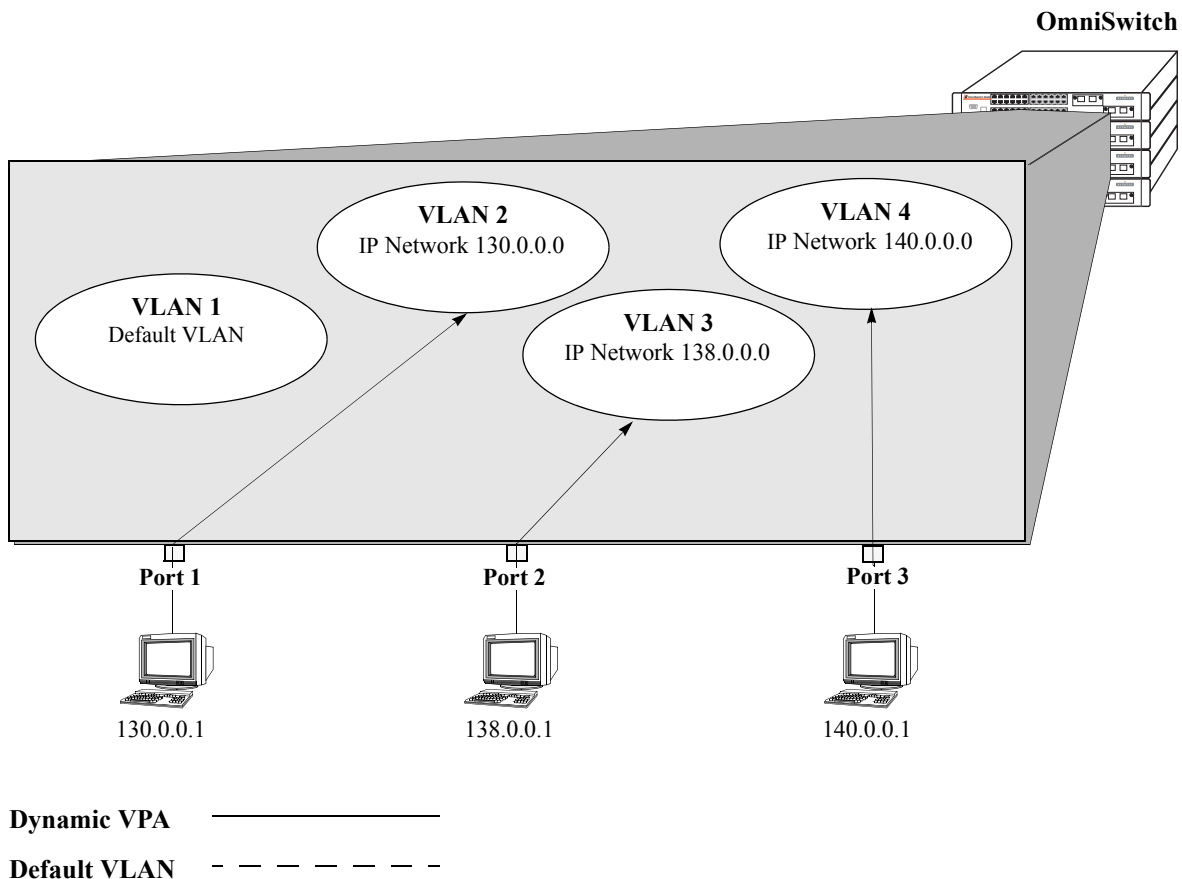 OmniSwitch
VLAN 2
IP Network 130.0.0.0
VLAN 4
IP Network 140.0.0.0
VLAN 1
Default VLAN
VLAN 3
IP Network 138.0.0.0
Port 1
Port 2
Port 3
130.0.0.1
138.0.0.1
140.0.0.1
Dynamic VPA
Default VLAN